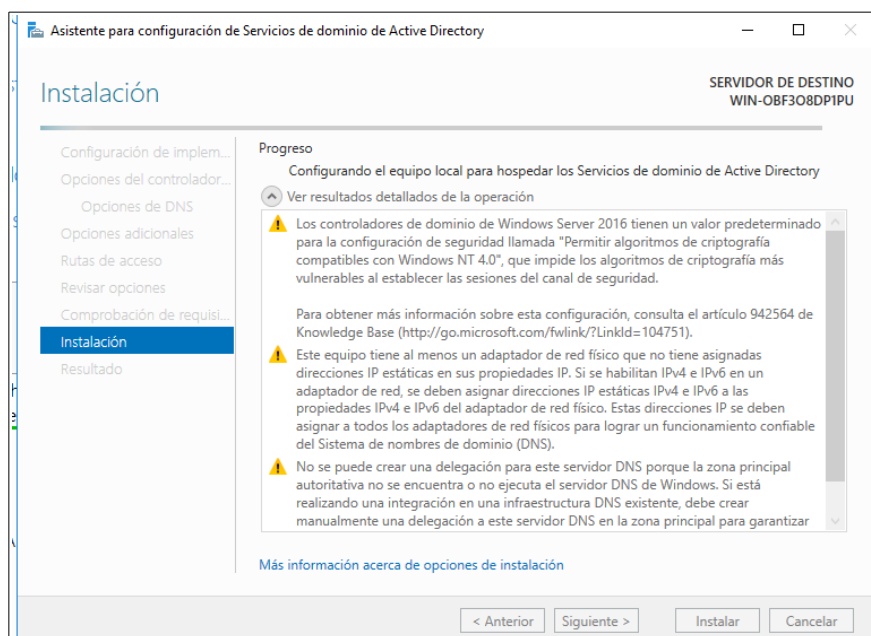 Asistente para configuración de Servicios de dominio de Active Directory
Instalación
SERVIDOR DE DESTINO
WIN-OBF3O8DP1PU
Configuración de implem...
Opciones del controlador...
Opciones de DNS
Opciones adicionales
Rutas de acceso
Revisar opciones
Comprobación de requisi...
Instalación
Resultado
Progreso
Configurando el equipo local para hospedar los Servicios de dominio de Active Directory
Ver resultados detallados de la operación
Los controladores de dominio de Windows Server 2016 tienen un valor predeterminado
para la configuración de seguridad llamada "Permitir algoritmos de criptografía
compatibles con Windows NT 4.0", que impide los algoritmos de criptografía más
vulnerables al establecer las sesiones del canal de seguridad.
Para obtener más información sobre esta configuración, consulta el artículo 942564 de
Knowledge Base (http://go.microsoft.com/fwlink/?LinkId=104751).
Este equipo tiene al menos un adaptador de red físico que no tiene asignadas
direcciones IP estáticas en sus propiedades IP. Si se habilitan IPv4 e IPv6 en un
adaptador de red, se deben asignar direcciones IP estáticas IPv4 e IPv6 a las
propiedades IPv4 e IPv6 del adaptador de red físico. Estas direcciones IP se deben
asignar a todos los adaptadores de red físicos para lograr un funcionamiento confiable
del Sistema de nombres de dominio (DNS).
No se puede crear una delegación para este servidor DNS porque la zona principal
autoritativa no se encuentra o no ejecuta el servidor DNS de Windows. Si está
realizando una integración en una infraestructura DNS existente, debe crear
manualmente una delegación a este servidor DNS en la zona principal para garantizar
Más información acerca de opciones de instalación
< Anterior
Siguiente >
Instalar
Cancelar